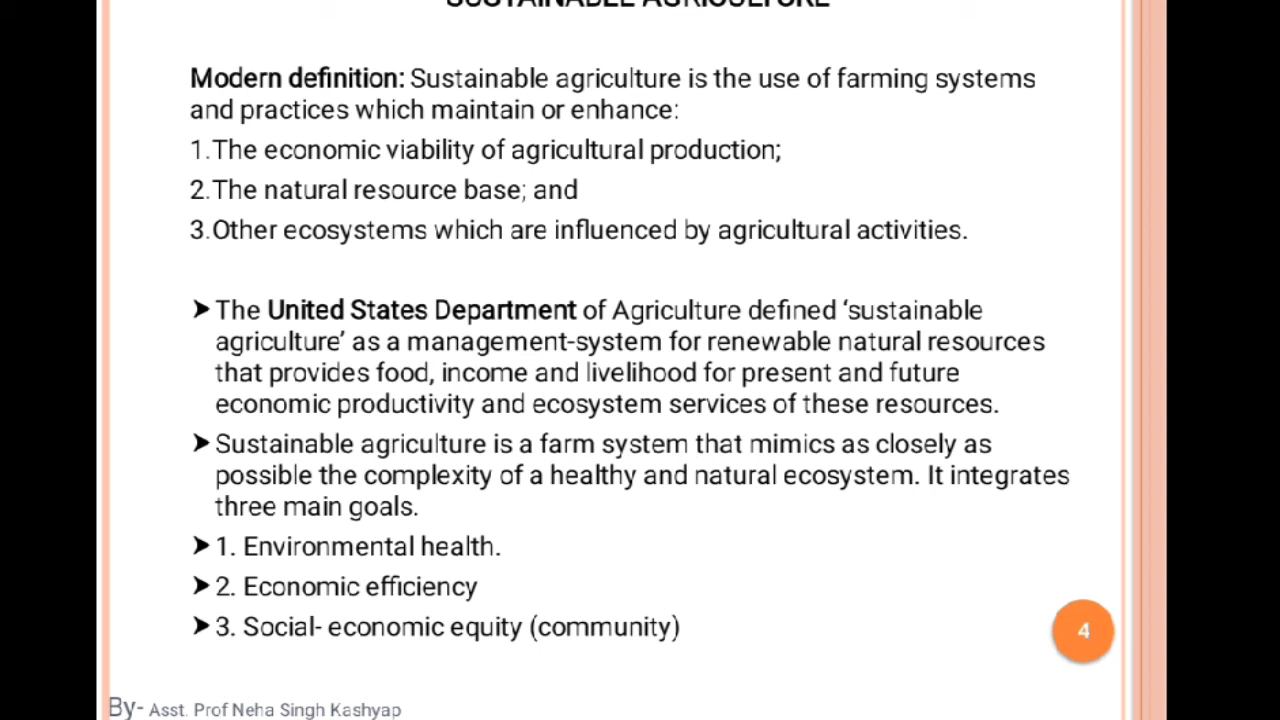 SUSTAINABLE AGRICULTURE
Modern definition: Sustainable agriculture is the use of farming systems
and practices which maintain or enhance:
1.The economic viability of agricultural production;
2.The natural resource base; and
3.Other ecosystems which are influenced by agricultural activities.
➤The United States Department of Agriculture defined ‘sustainable
agriculture’ as a management-system for renewable natural resources
that provides food, income and livelihood for present and future
economic productivity and ecosystem services of these resources.
➤Sustainable agriculture is a farm system that mimics as closely as
possible the complexity of a healthy and natural ecosystem. It integrates
three main goals.
➤1. Environmental health.
➤2. Economic efficiency
➤3. Social- economic equity (community)
4
By- Asst. Prof Neha Singh Kashyap